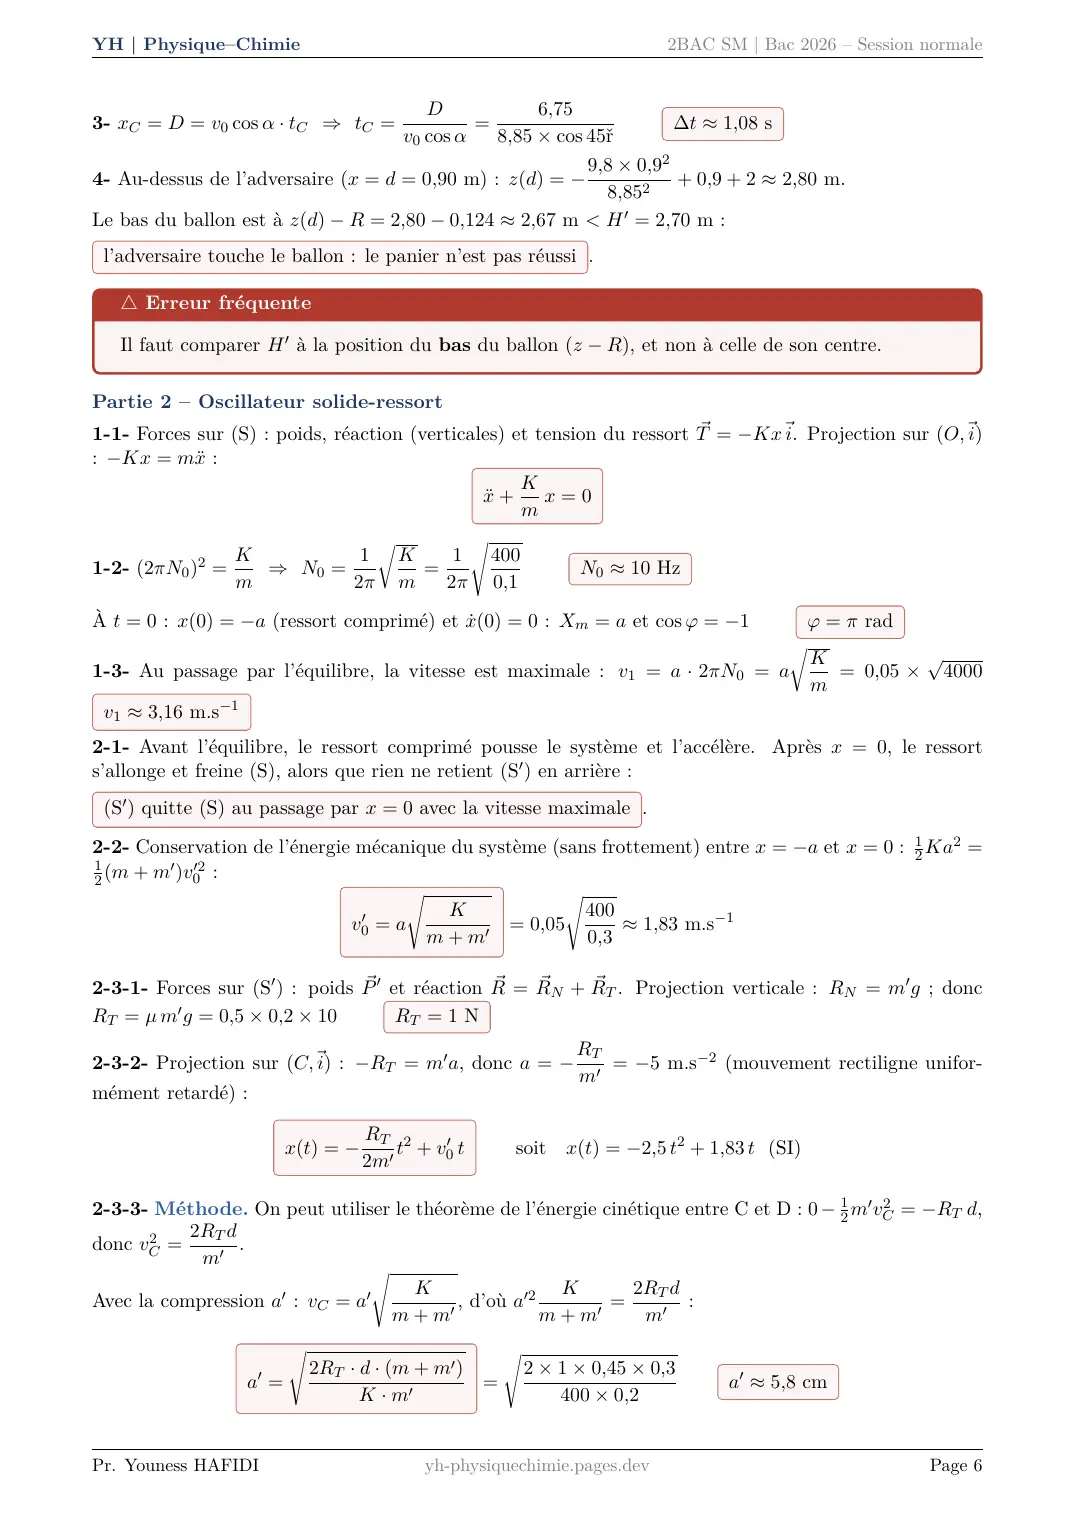 YH | Physique–Chimie 2BAC SM | Bac 2026 – Session normale
3- x_C = D = v_0 cos α · t_C ⇒ t_C = D / (v_0 cos α) = 6,75 / (8,85 × cos 45ř) Δt ≈ 1,08 s
4- Au-dessus de l'adversaire (x = d = 0,90 m) : z(d) = −(9,8 × 0,9²) / 8,85² + 0,9 + 2 ≈ 2,80 m.
Le bas du ballon est à z(d) − R = 2,80 − 0,124 ≈ 2,67 m < H′ = 2,70 m :
l'adversaire touche le ballon : le panier n'est pas réussi .
△ Erreur fréquente
Il faut comparer H′ à la position du bas du ballon (z − R), et non à celle de son centre.
Partie 2 – Oscillateur solide-ressort
1-1- Forces sur (S) : poids, réaction (verticales) et tension du ressort T⃗ = −Kx i⃗. Projection sur (O, i⃗)
: −Kx = mẍ :
ẍ + (K/m) x = 0
1-2- (2πN_0)² = K/m ⇒ N_0 = (1/2π) √(K/m) = (1/2π) √(400/0,1) N_0 ≈ 10 Hz
À t = 0 : x(0) = −a (ressort comprimé) et ẋ(0) = 0 : X_m = a et cos φ = −1 φ = π rad
1-3- Au passage par l'équilibre, la vitesse est maximale : v_1 = a · 2πN_0 = a√(K/m) = 0,05 × √4000
v_1 ≈ 3,16 m.s⁻¹
2-1- Avant l'équilibre, le ressort comprimé pousse le système et l'accélère. Après x = 0, le ressort
s'allonge et freine (S), alors que rien ne retient (S′) en arrière :
(S′) quitte (S) au passage par x = 0 avec la vitesse maximale .
2-2- Conservation de l'énergie mécanique du système (sans frottement) entre x = −a et x = 0 : ½Ka² =
½(m + m′)v′_0² :
v′_0 = a√(K / (m + m′)) = 0,05√(400/0,3) ≈ 1,83 m.s⁻¹
2-3-1- Forces sur (S′) : poids P⃗′ et réaction R⃗ = R⃗_N + R⃗_T. Projection verticale : R_N = m′g ; donc
R_T = μ m′g = 0,5 × 0,2 × 10 R_T = 1 N
2-3-2- Projection sur (C, i⃗) : −R_T = m′a, donc a = −R_T/m′ = −5 m.s⁻² (mouvement rectiligne unifor-
mément retardé) :
x(t) = −(R_T / 2m′) t² + v′_0 t soit x(t) = −2,5 t² + 1,83 t (SI)
2-3-3- Méthode. On peut utiliser le théorème de l'énergie cinétique entre C et D : 0 − ½m′v_C² = −R_T d,
donc v_C² = 2R_T d / m′.
Avec la compression a′ : v_C = a′√(K / (m + m′)), d'où a′² K / (m + m′) = 2R_T d / m′ :
a′ = √(2R_T · d · (m + m′) / (K · m′)) = √((2 × 1 × 0,45 × 0,3) / (400 × 0,2)) a′ ≈ 5,8 cm
Pr. Youness HAFIDI yh-physiquechimie.pages.dev Page 6